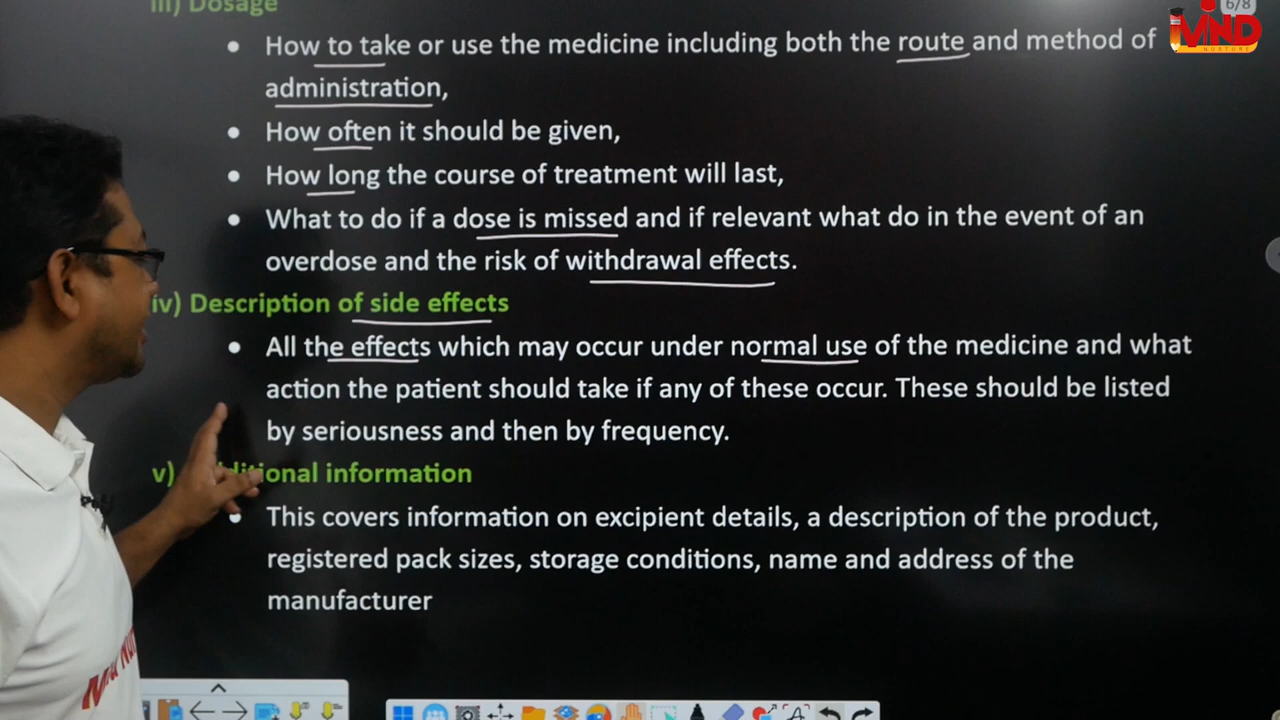 iii) Dosage
6/8
MIND
NURTURE
• How to take or use the medicine including both the route and method of
administration,
• How often it should be given,
• How long the course of treatment will last,
• What to do if a dose is missed and if relevant what do in the event of an
overdose and the risk of withdrawal effects.
iv) Description of side effects
• All the effects which may occur under normal use of the medicine and what
action the patient should take if any of these occur. These should be listed
by seriousness and then by frequency.
v) Additional information
• This covers information on excipient details, a description of the product,
registered pack sizes, storage conditions, name and address of the
manufacturer